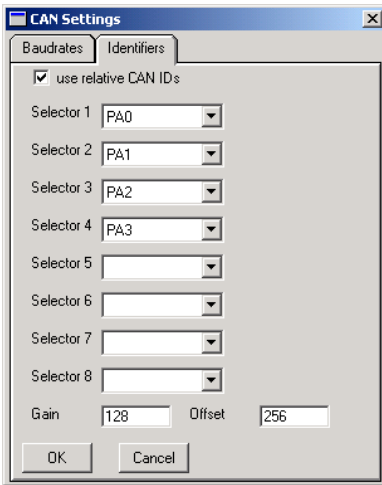 CAN Settings
Baudrates Identifiers
use relative CAN IDs
Selector 1 PA0
Selector 2 PA1
Selector 3 PA2
Selector 4 PA3
Selector 5
Selector 6
Selector 7
Selector 8
Gain 128 Offset 256
OK Cancel